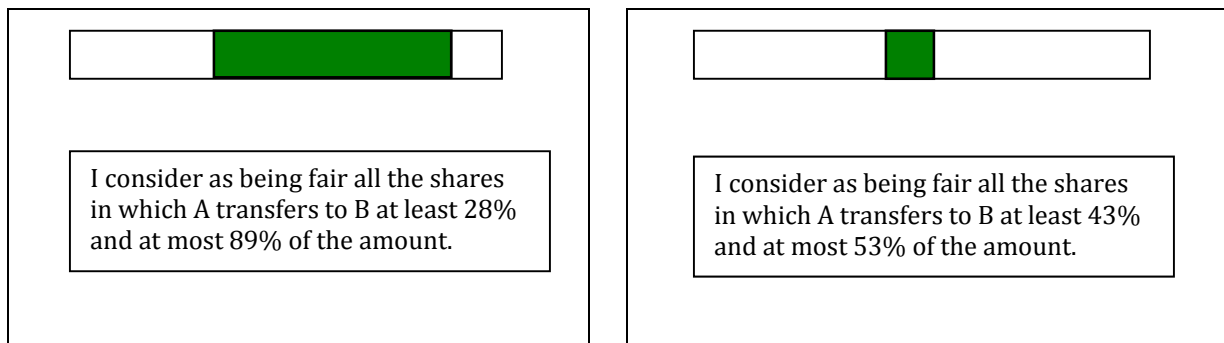 I consider as being fair all the shares
in which A transfers to B at least 28%
and at most 89% of the amount.
I consider as being fair all the shares
in which A transfers to B at least 43%
and at most 53% of the amount.